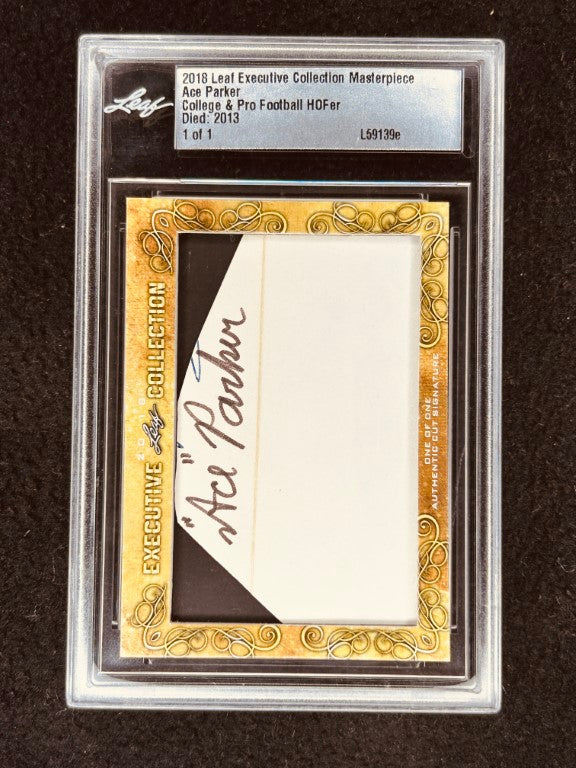 Leaf
2018 Leaf Executive Collection Masterpiece
Ace Parker
College & Pro Football HOFer
Died: 2013
1 of 1 L59139e
EXECUTIVE Leaf COLLECTION
"Ace" Parker
ONE OF ONE
AUTHENTIC CUT SIGNATURE